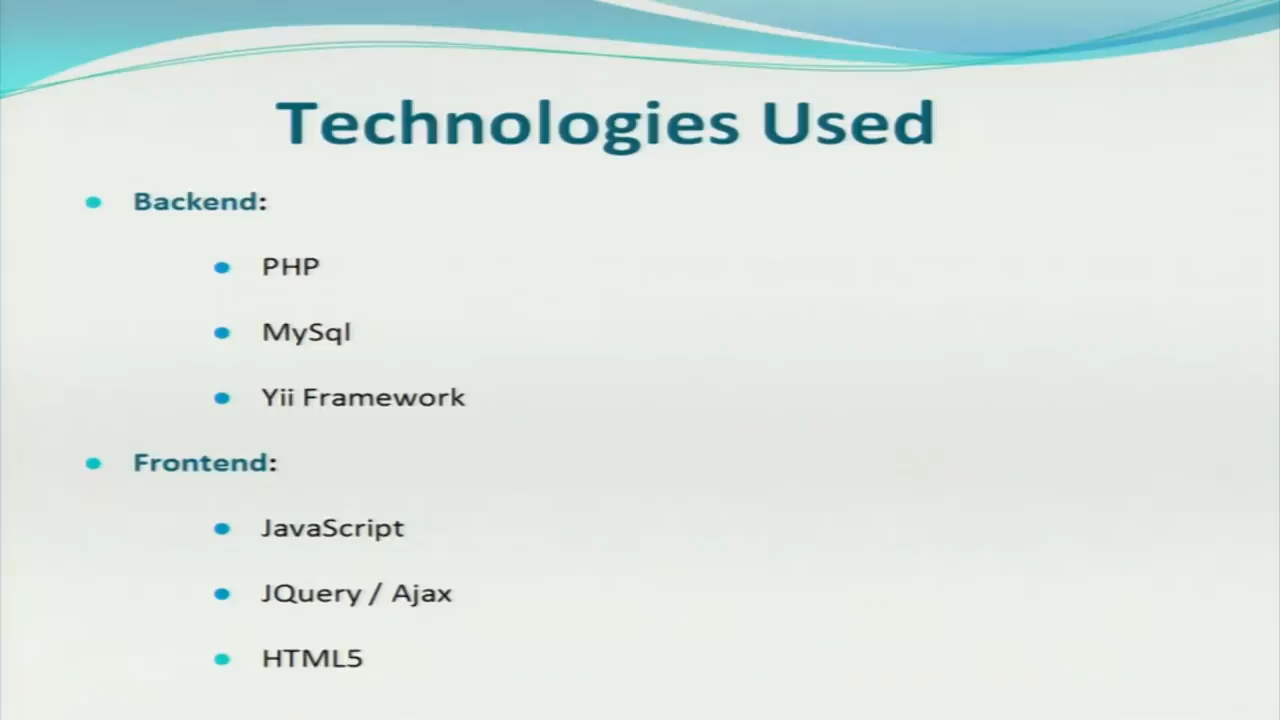 Technologies Used
Backend:
PHP
MySql
Yii Framework
Frontend:
JavaScript
JQuery / Ajax
HTML5